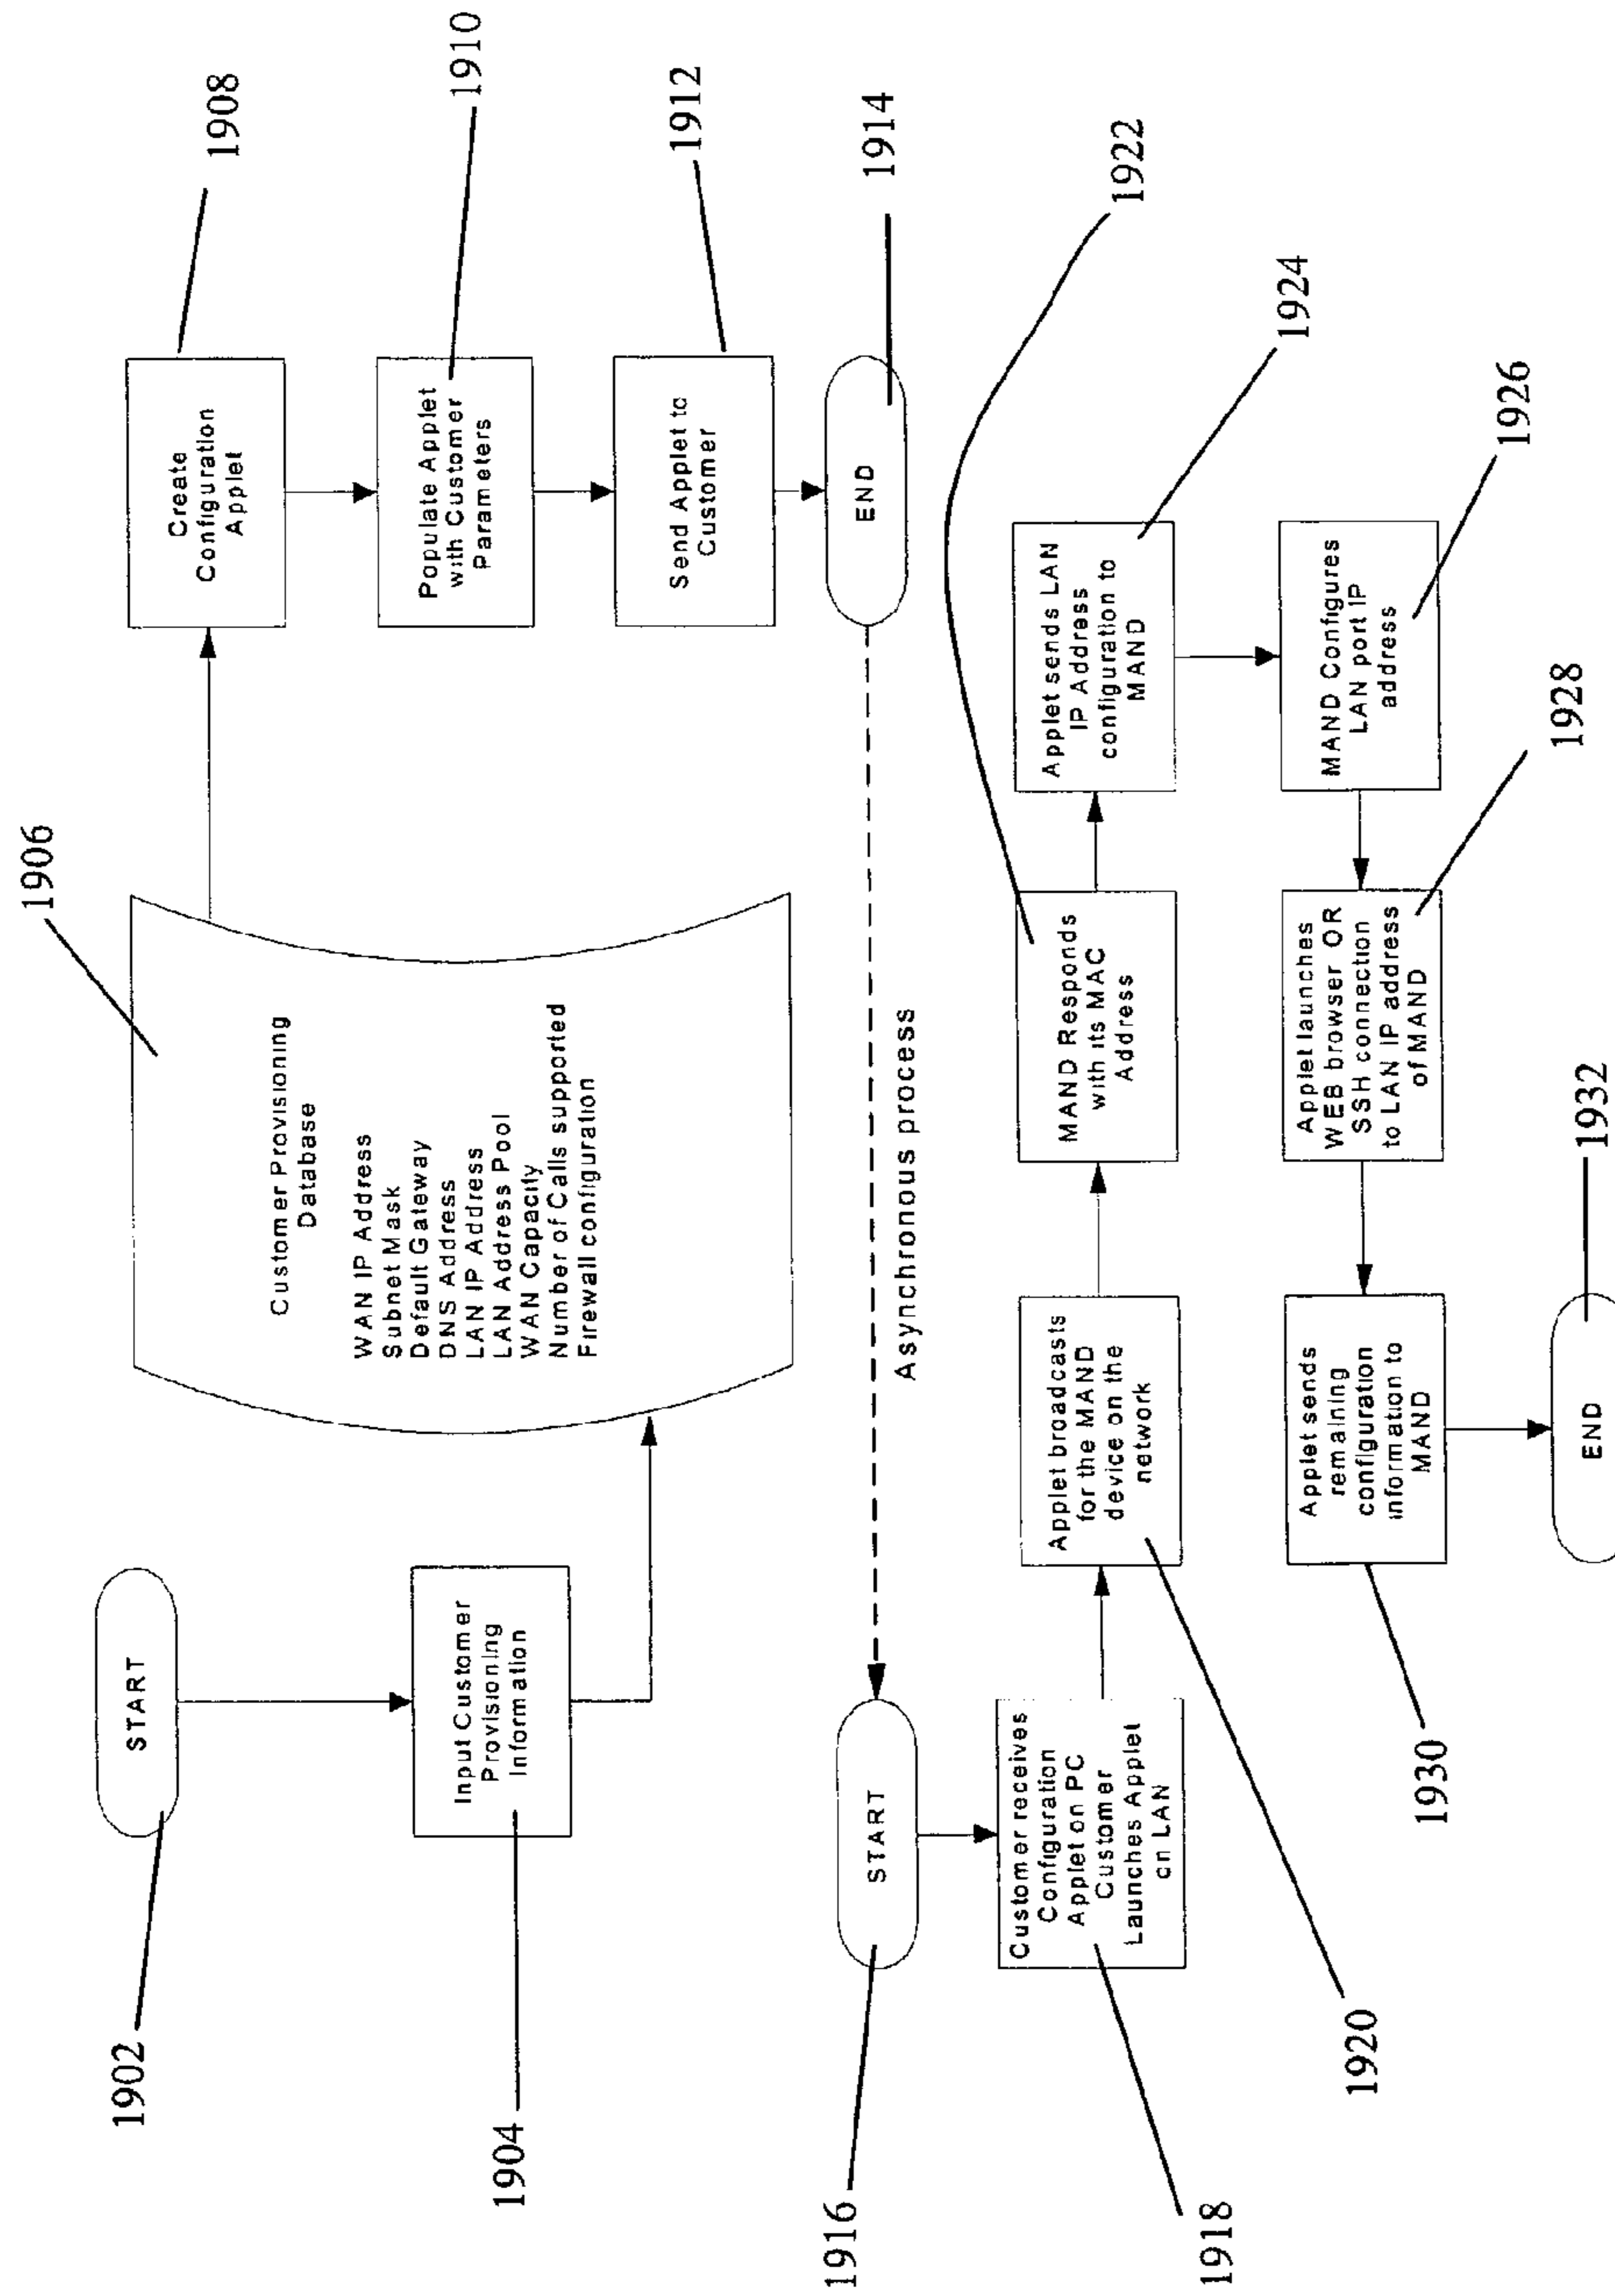 1902
START
1904
Input Customer
Provisioning
Information
1906
Customer Provisioning
Database
WAN IP Address
Subnet Mask
Default Gateway
DNS Address
LAN IP Address
LAN Address Pool
WAN Capacity
Number of Calls supported
Firewall configuration
1908
Create
Configuration
Applet
1910
Populate Applet
with Customer
Parameters
1912
Send Applet to
Customer
1914
END
Asynchronous process
1916
START
1918
Customer receives
Configuration
Applet on PC
Customer
Launches Applet
on LAN
1920
Applet broadcasts
for the MAND
device on the
network
1922
MAND Responds
with its MAC
Address
1924
Applet sends LAN
IP Address
configuration to
MAND
1926
MAND Configures
LAN port IP
address
1928
Applet launches
WEB browser OR
SSH connection
to LAN IP address
of MAND
1930
Applet sends
remaining
configuration
information to
MAND
1932
END